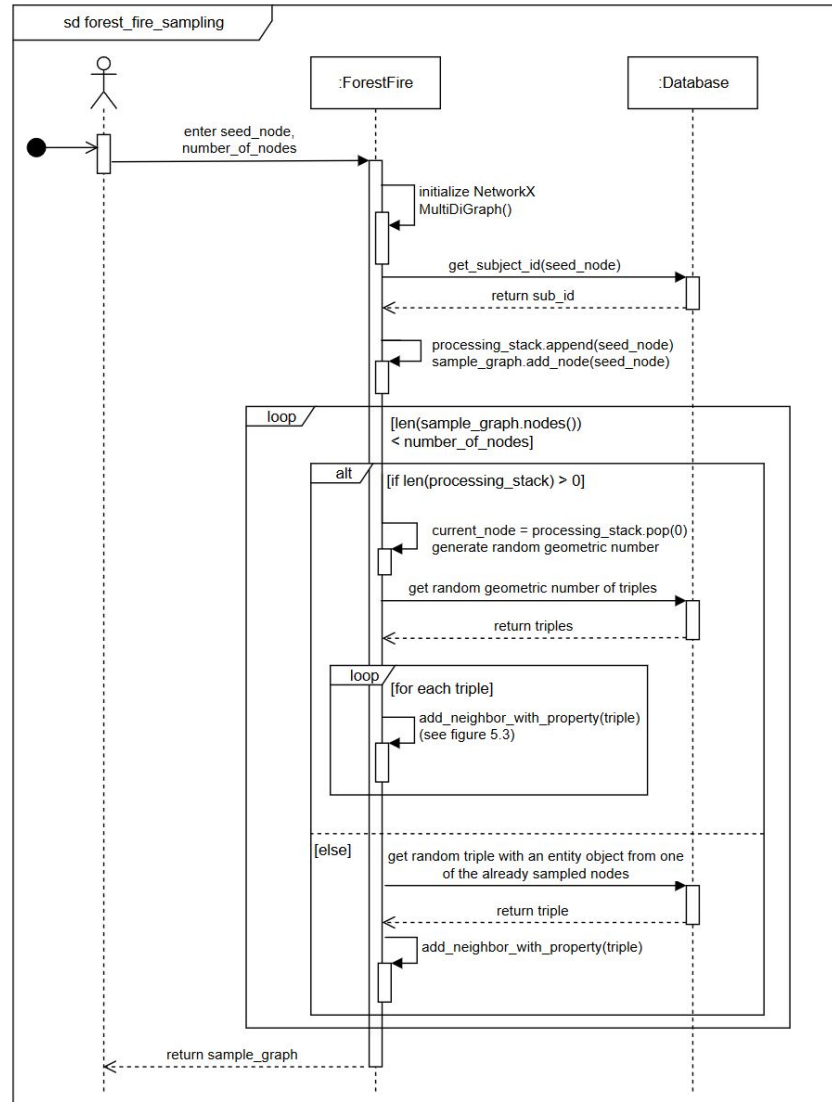 sd forest_fire_sampling
:ForestFire
:Database
enter seed_node,
number_of_nodes
initialize NetworkX
MultiDiGraph()
get_subject_id(seed_node)
return sub_id
processing_stack.append(seed_node)
sample_graph.add_node(seed_node)
loop
[len(sample_graph.nodes())
< number_of_nodes]
alt
[if len(processing_stack) > 0]
current_node = processing_stack.pop(0)
generate random geometric number
get random geometric number of triples
return triples
loop
[for each triple]
add_neighbor_with_property(triple)
(see figure 5.3)
[else]
get random triple with an entity object from one
of the already sampled nodes
return triple
add_neighbor_with_property(triple)
return sample_graph